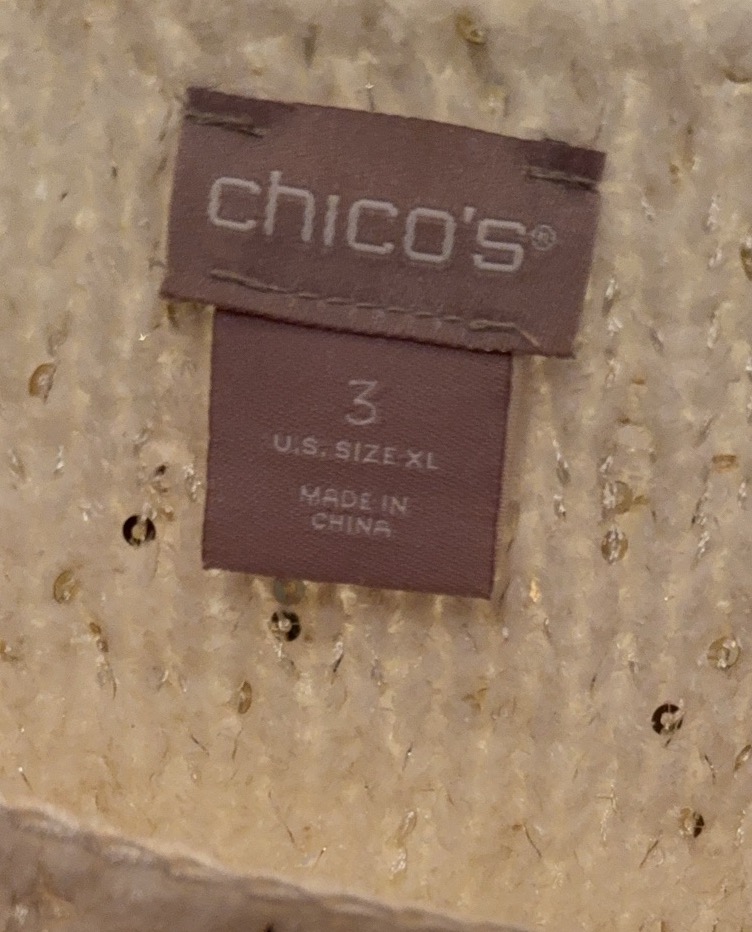 chico's®
3
U.S. SIZE XL
MADE IN
CHINA